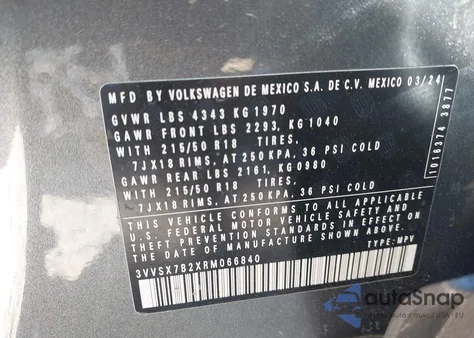 MFD BY VOLKSWAGEN DE MEXICO S.A. DE C.V. MEXICO 03/24
GVWR LBS 4343 KG 1970
GAWR FRONT LBS 2293, KG 1040
WITH 215/50 R18 TIRES,
7JX18 RIMS, AT 250 KPA, 36 PSI COLD
GAWR REAR LBS 2161, KG0980
WITH 215/50 R18 TIRES,
7JX18 RIMS, AT 250 KPA, 36 PSI COLD
THIS VEHICLE CONFORMS TO ALL APPLICABLE
U.S. FEDERAL MOTOR VEHICLE SAFETY AND
THEFT PREVENTION STANDARDS IN EFFECT ON
THE DATE OF MANUFACTURE SHOWN ABOVE.
3VVSX7B2XRM066840 TYPE: MPV
1016374 3877
autoSnap